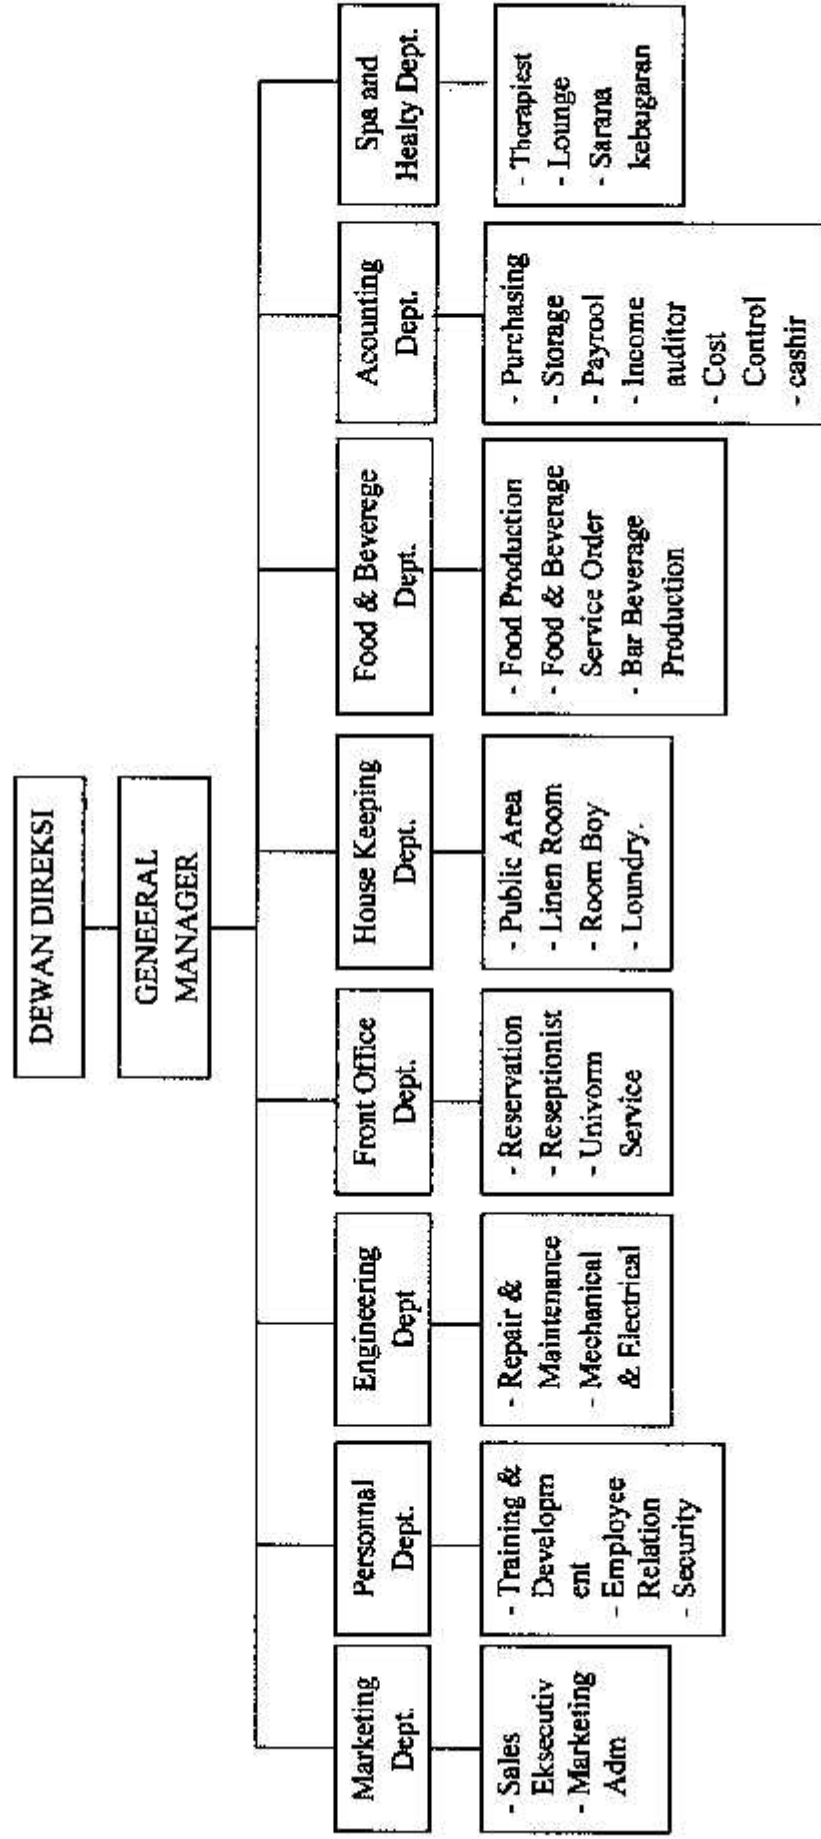 DEWAN DIREKSI
GENEERAL
MANAGER
Marketing
Dept.
- Sales
Eksecutiv
- Marketing
Adm
Personnal
Dept.
- Training &
Developm
ent
- Employee
Relation
- Security
Engineering
Dept
- Repair &
Maintenance
- Mechanical
& Electrical
Front Office
Dept.
- Reservation
- Reseptionist
- Univorm
Service
House Keeping
Dept.
- Public Area
- Linen Room
- Room Boy
- Loundry.
Food & Beverege
Dept.
- Food Production
- Food & Beverage
Service Order
- Bar Beverage
Production
Acounting
Dept.
- Purchasing
- Storage
- Payrool
- Income
auditor
- Cost
Control
- cashir
Spa and
Healty Dept.
- Therapiest
- Lounge
- Sarana
kebugaran